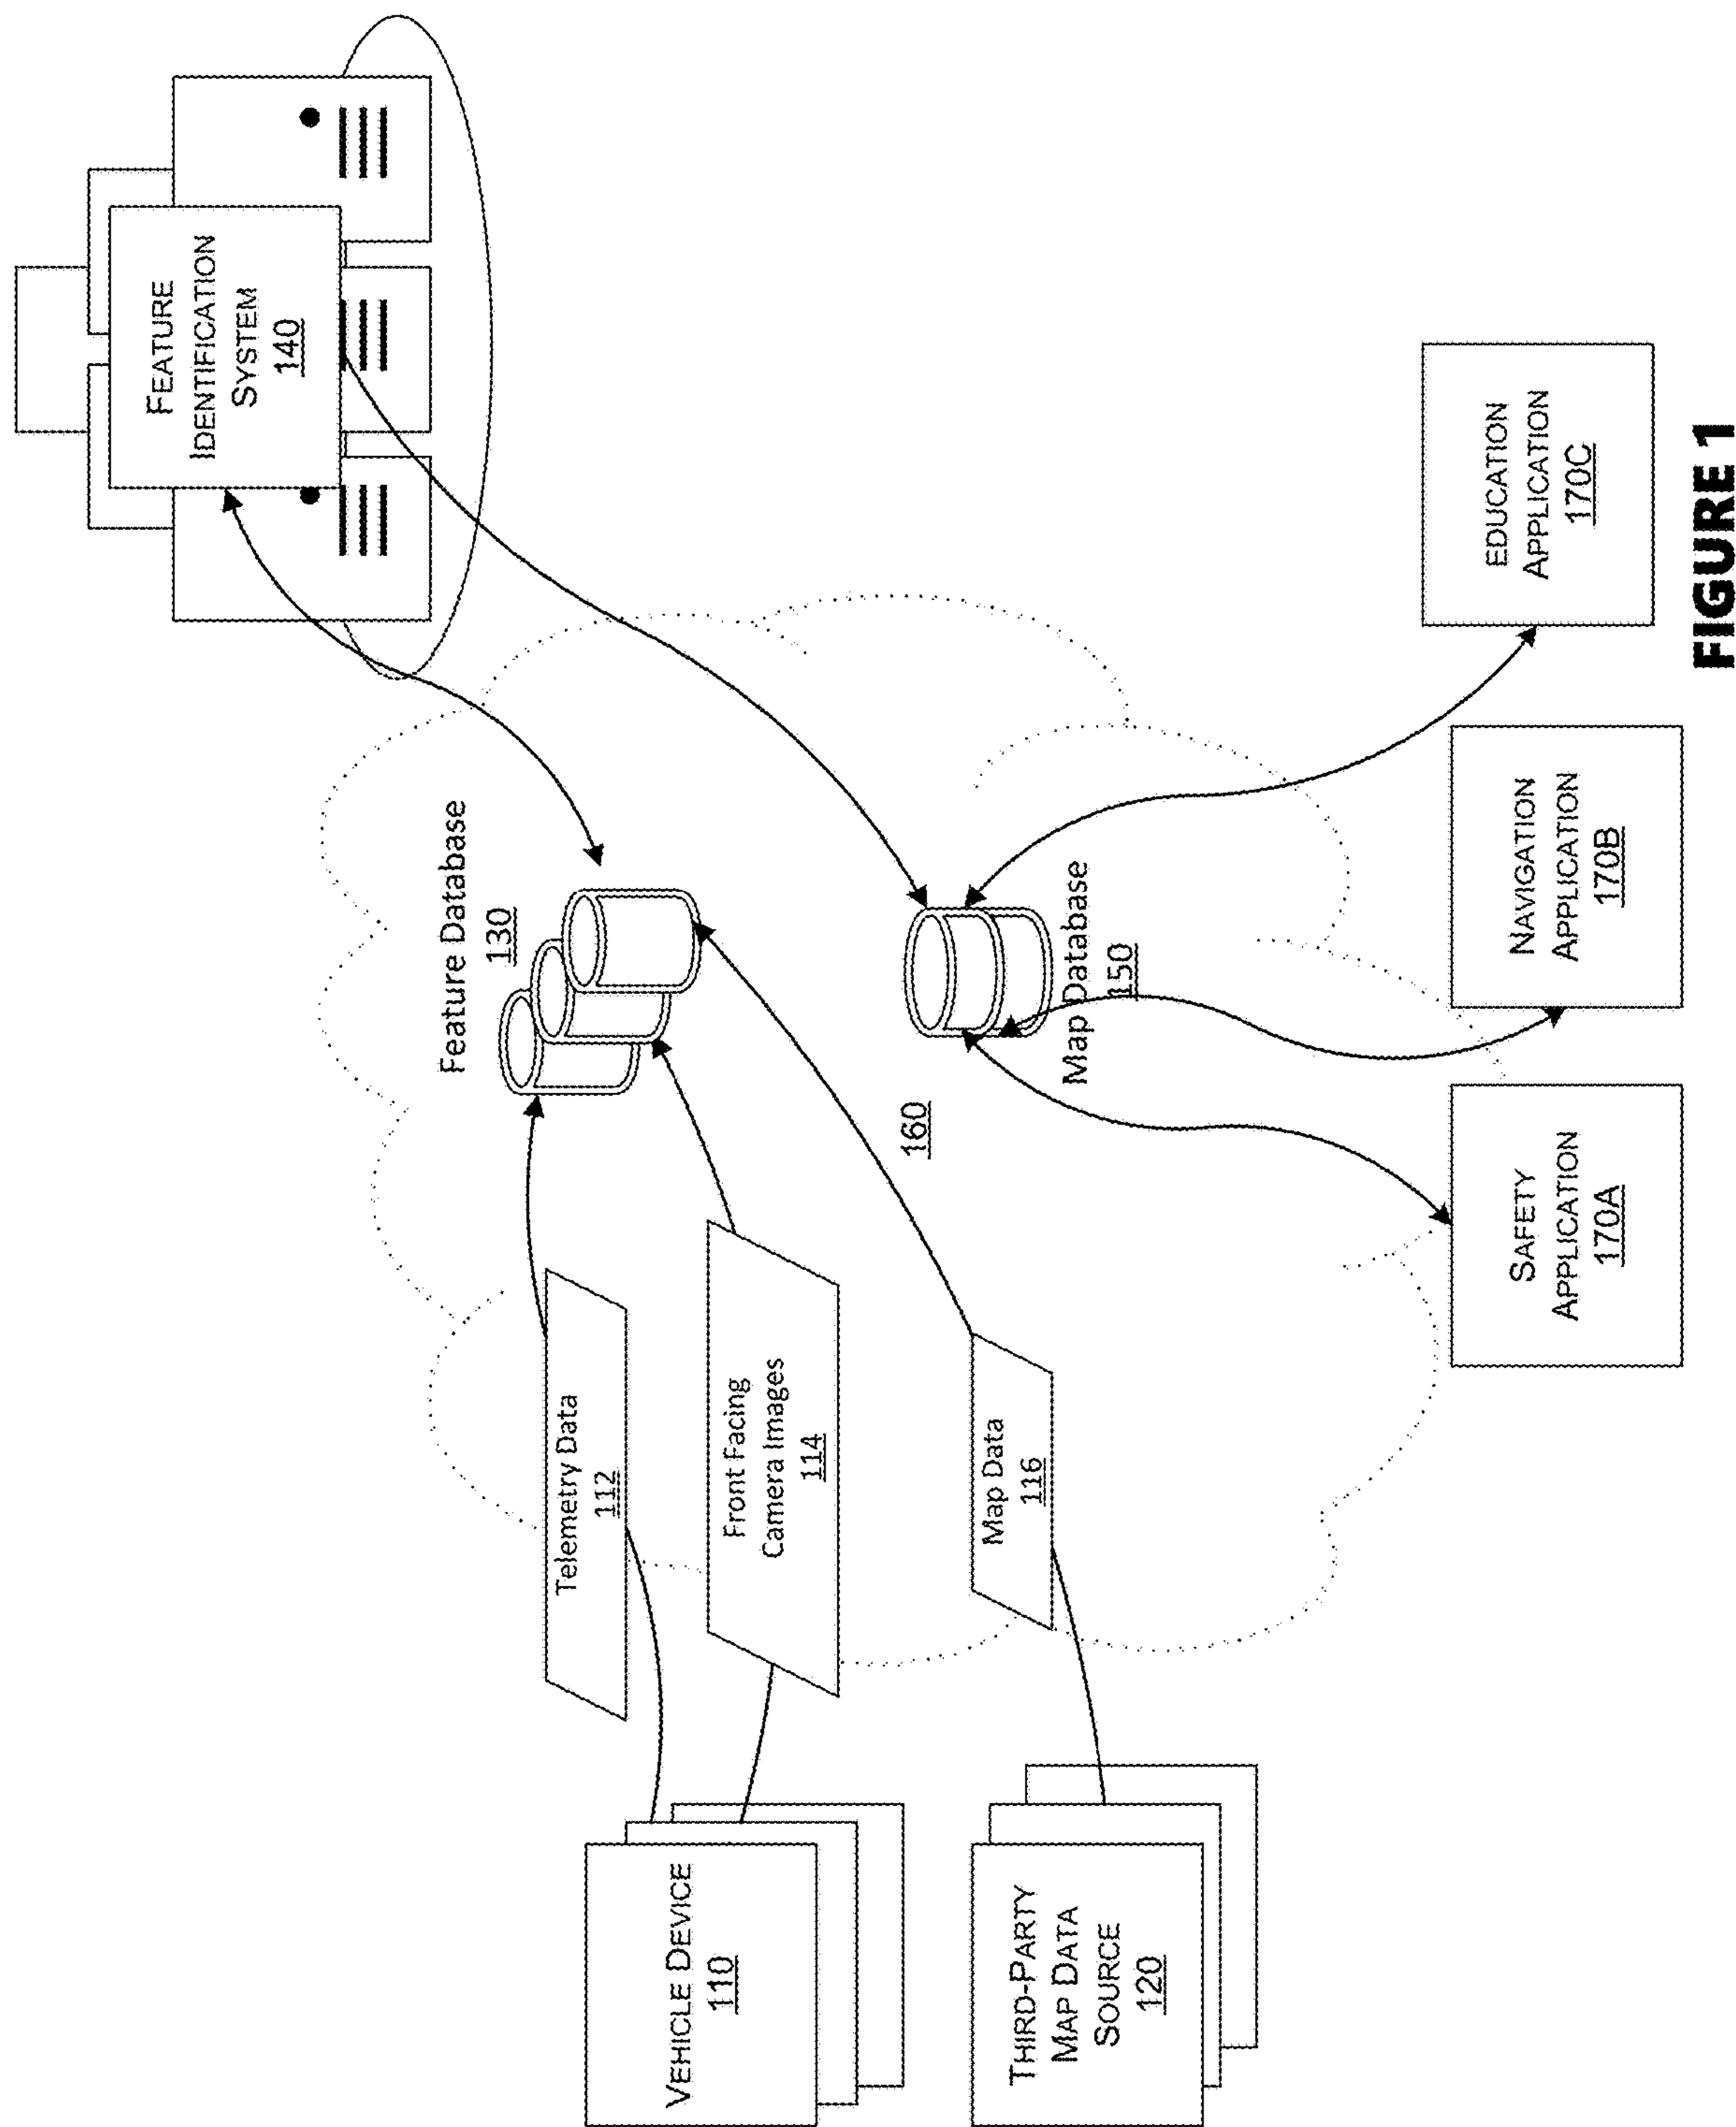 FEATURE
IDENTIFICATION
SYSTEM
140
Feature Database
130
Telemetry Data
112
Front Facing
Camera Images
114
VEHICLE DEVICE
110
Map Data
116
THIRD-PARTY
MAP DATA
SOURCE
120
160
Map Database
150
SAFETY
APPLICATION
170A
NAVIGATION
APPLICATION
170B
EDUCATION
APPLICATION
170C
FIGURE 1